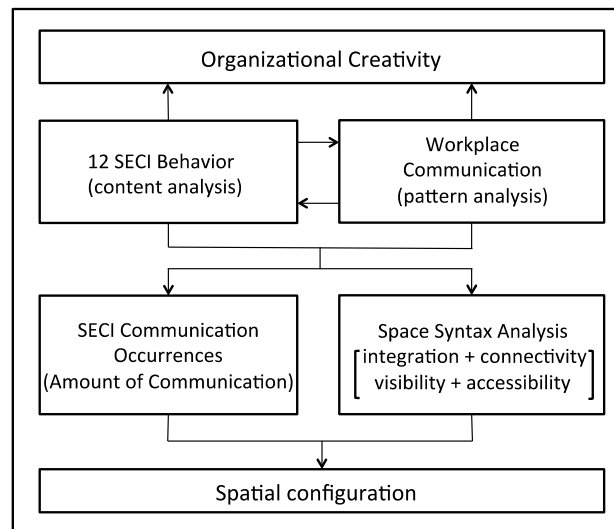 Organizational Creativity
12 SECI Behavior
(content analysis)
Workplace
Communication
(pattern analysis)
SECI Communication
Occurrences
(Amount of Communication)
Space Syntax Analysis
[integration + connectivity
visibility + accessibility]
Spatial configuration